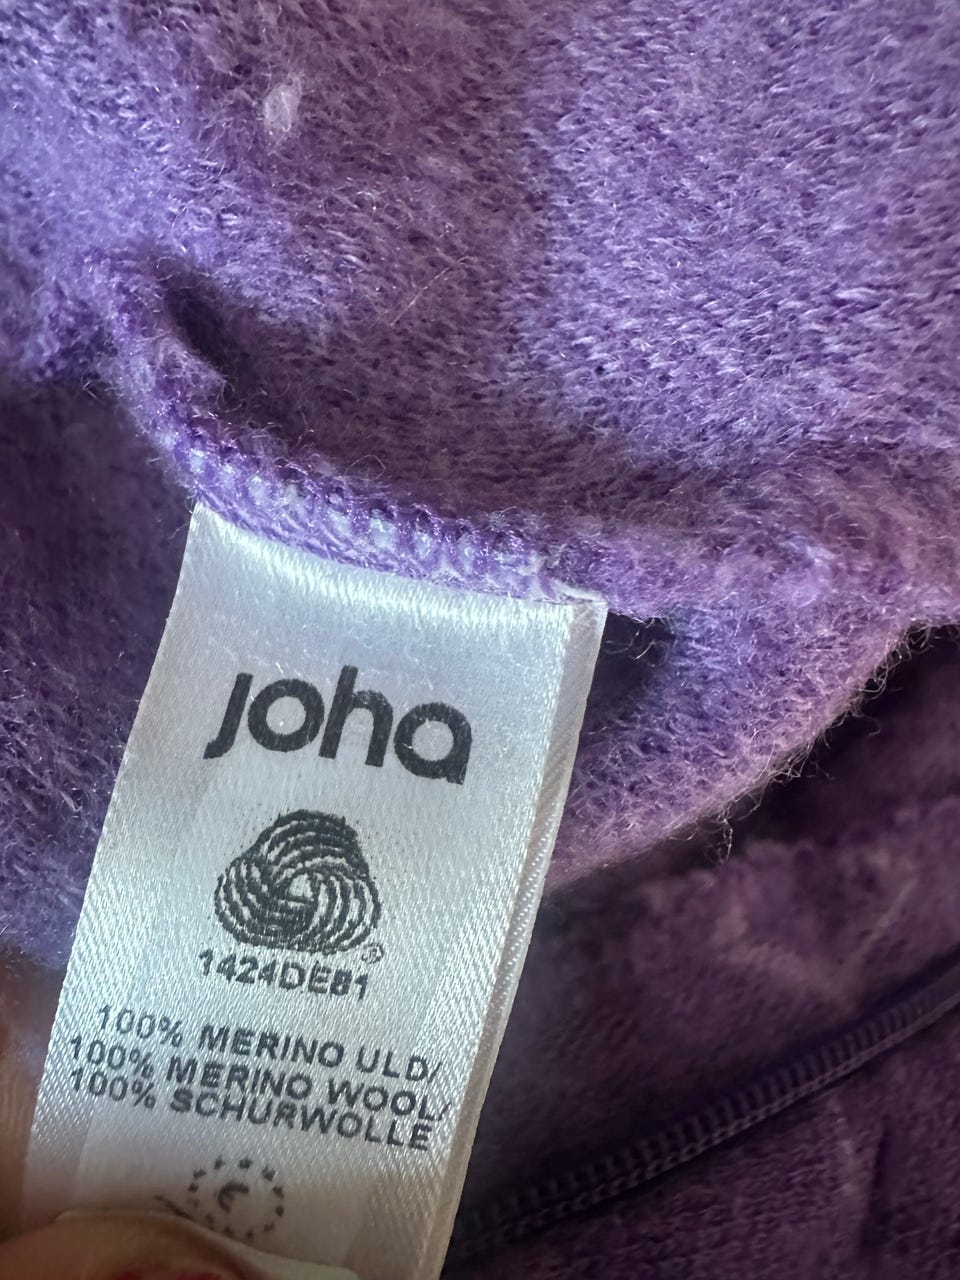 joha
®
1424DE81
100% MERINO ULD/
100% MERINO WOOL/
100% SCHURWOLLE